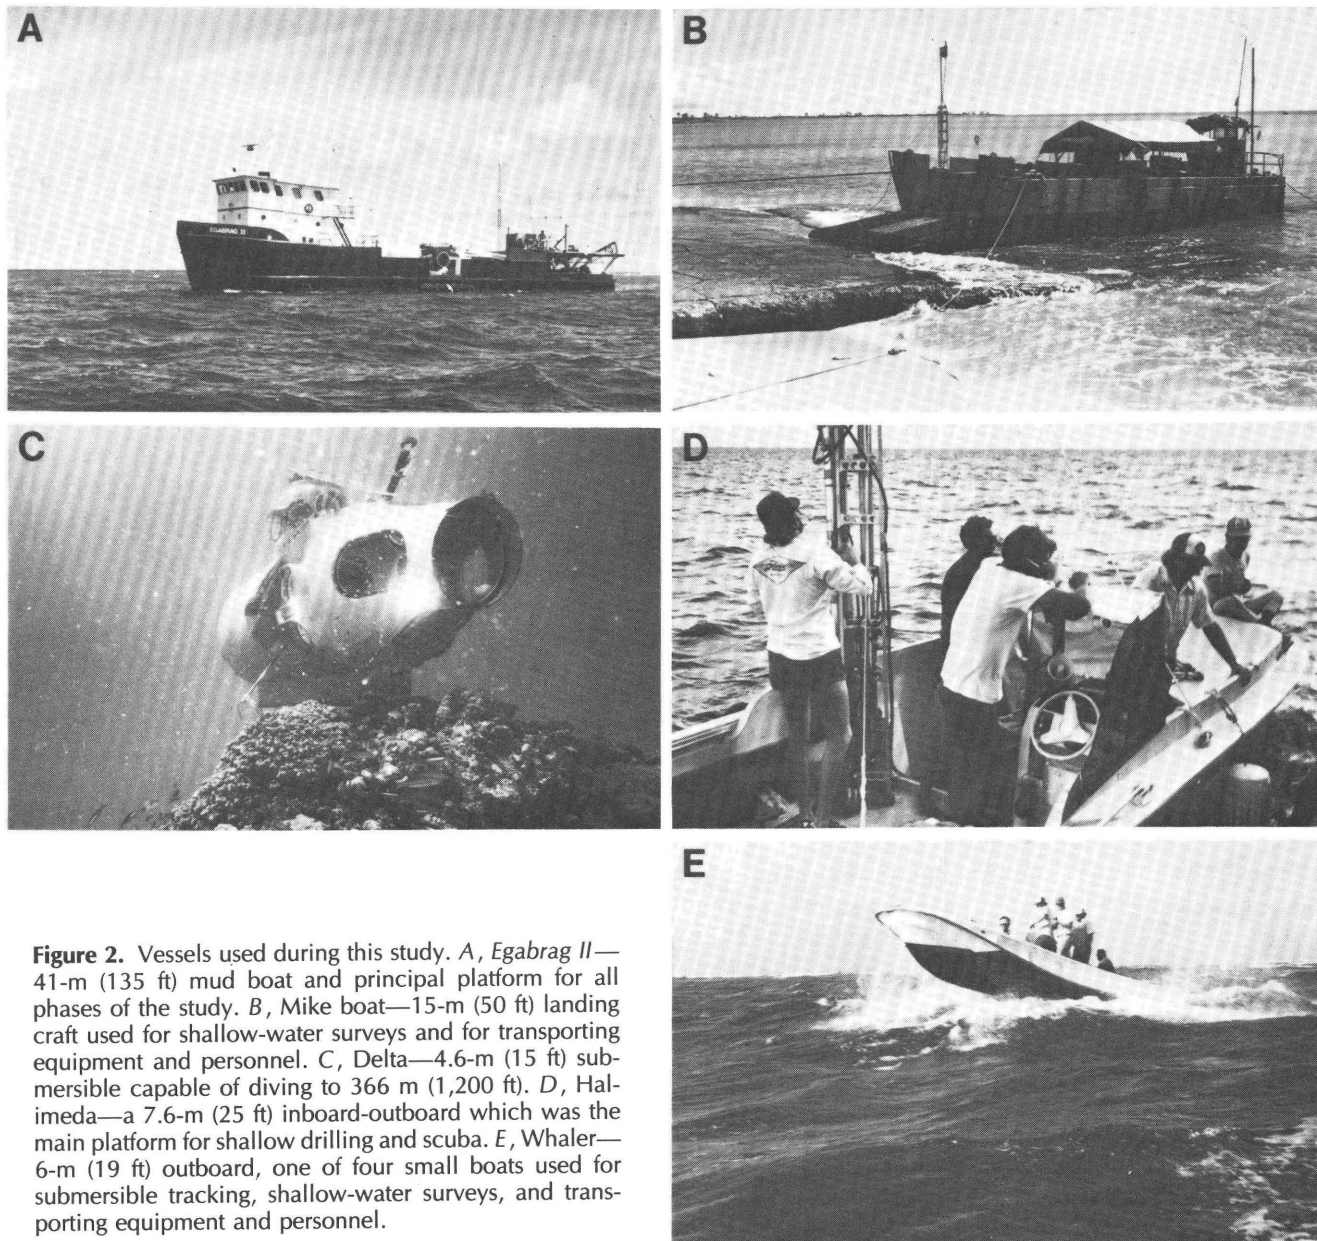 A
B
EGABRAG II
C
D
E
Figure 2. Vessels used during this study. A, Egabrag II—
41-m (135 ft) mud boat and principal platform for all
phases of the study. B, Mike boat—15-m (50 ft) landing
craft used for shallow-water surveys and for transporting
equipment and personnel. C, Delta—4.6-m (15 ft) sub-
mersible capable of diving to 366 m (1,200 ft). D, Hal-
imeda—a 7.6-m (25 ft) inboard-outboard which was the
main platform for shallow drilling and scuba. E, Whaler—
6-m (19 ft) outboard, one of four small boats used for
submersible tracking, shallow-water surveys, and trans-
porting equipment and personnel.